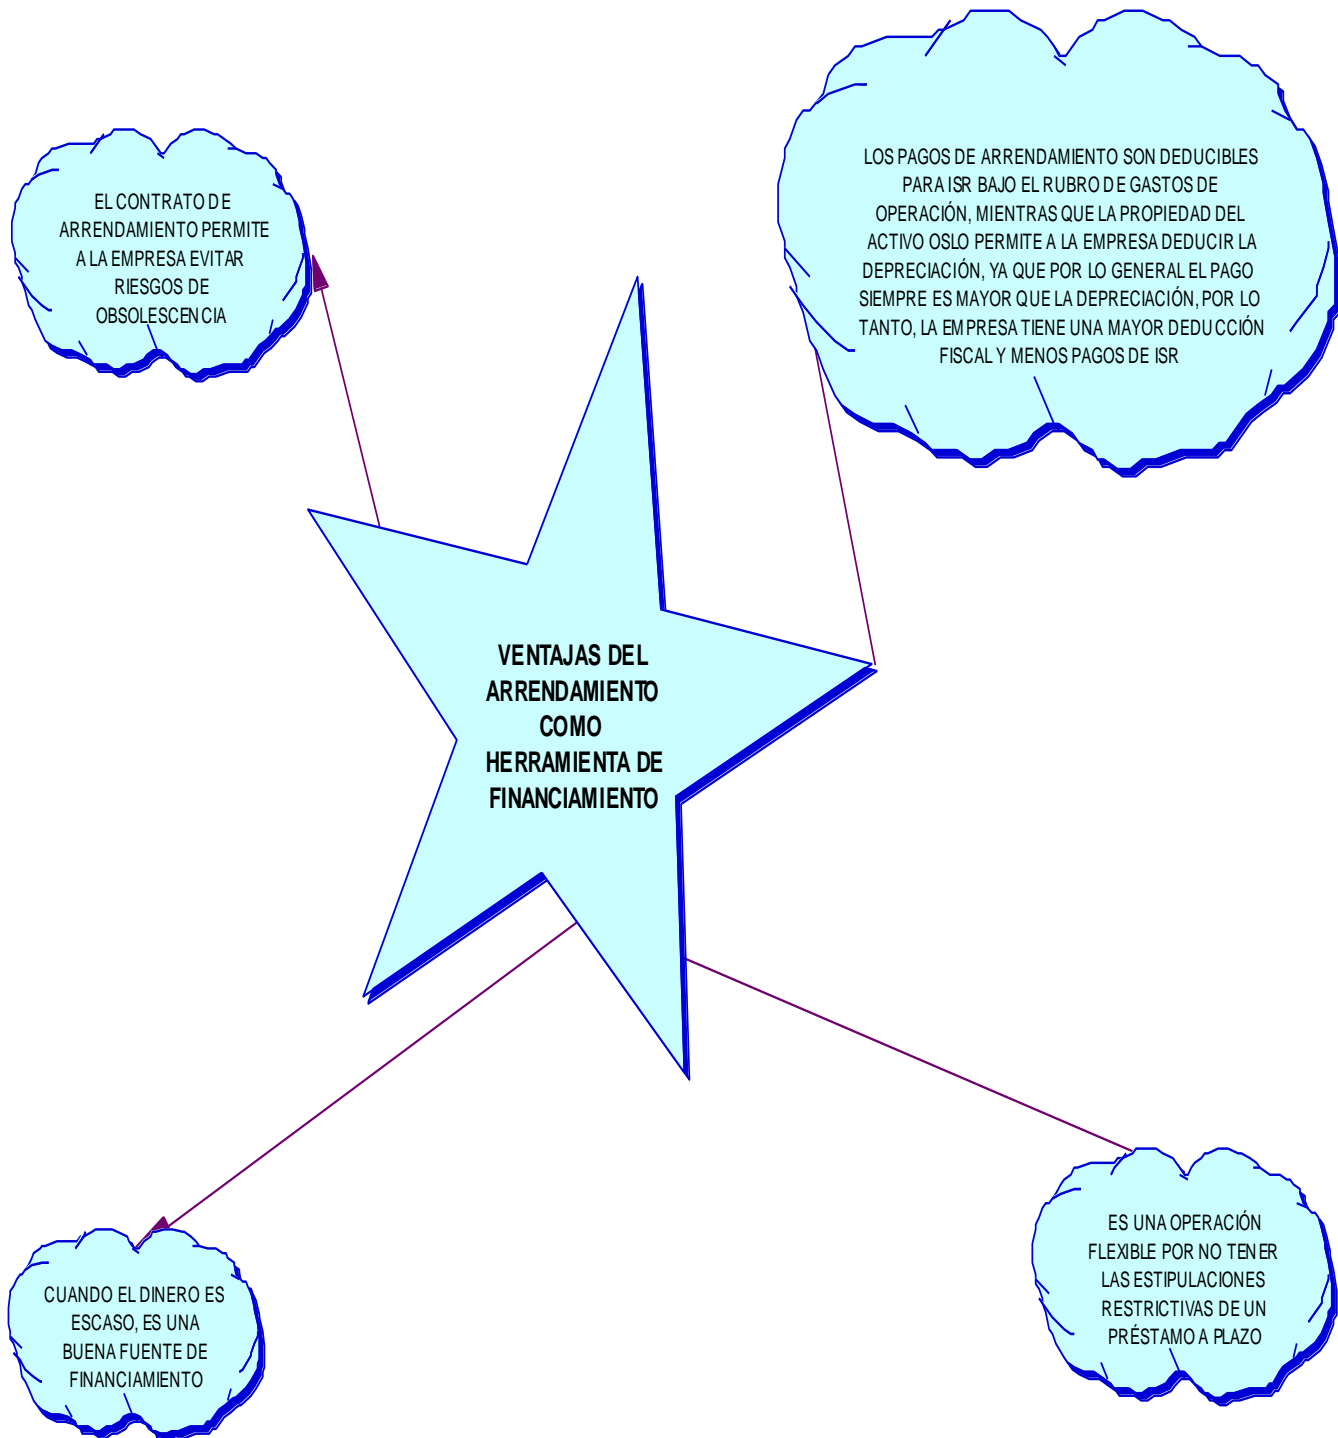 EL CONTRATO DE
ARRENDAMIENTO PERMITE
A LA EMPRESA EVITAR
RIESGOS DE
OBSOLESCENCIA
LOS PAGOS DE ARRENDAMIENTO SON DEDUCIBLES
PARA ISR BAJO EL RUBRO DE GASTOS DE
OPERACIÓN, MIENTRAS QUE LA PROPIEDAD DEL
ACTIVO OSLO PERMITE A LA EMPRESA DEDUCIR LA
DEPRECIACIÓN, YA QUE POR LO GENERAL EL PAGO
SIEMPRE ES MAYOR QUE LA DEPRECIACIÓN, POR LO
TANTO, LA EMPRESA TIENE UNA MAYOR DEDUCCIÓN
FISCAL Y MENOS PAGOS DE ISR
VENTAJAS DEL
ARRENDAMIENTO
COMO
HERRAMIENTA DE
FINANCIAMIENTO
CUANDO EL DINERO ES
ESCASO, ES UNA
BUENA FUENTE DE
FINANCIAMIENTO
ES UNA OPERACIÓN
FLEXIBLE POR NO TENER
LAS ESTIPULACIONES
RESTRICTIVAS DE UN
PRÉSTAMO A PLAZO